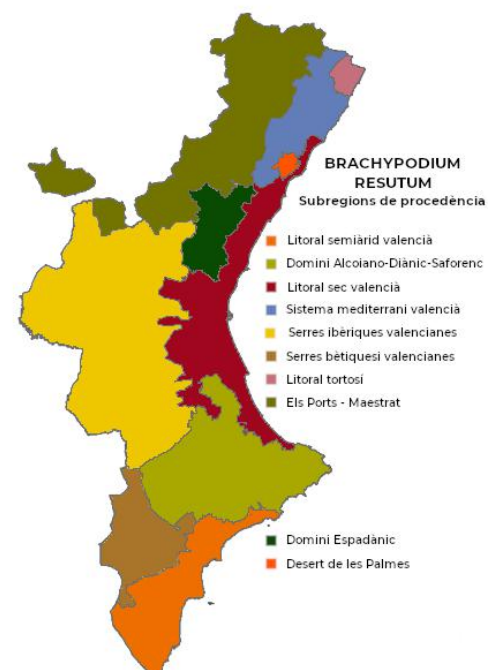 BRACHYPODIUM
RESUTUM
Subregions de procedència
Litoral semiàrid valencià
Domini Alcoiano-Diànic-Saforenc
Litoral sec valencià
Sistema mediterrani valencià
Serres ibèriques valencianes
Serres bètiquesi valencianes
Litoral tortosí
Els Ports - Maestrat
Domini Espadànic
Desert de les Palmes